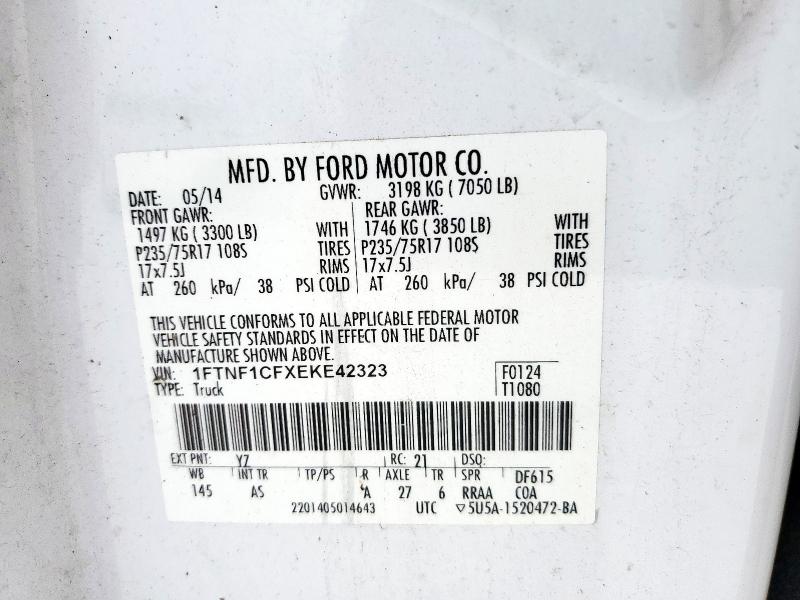 MFD. BY FORD MOTOR CO.
DATE: 05/14 GVWR: 3198 KG ( 7050 LB)
FRONT GAWR: REAR GAWR:
1497 KG ( 3300 LB) WITH 1746 KG ( 3850 LB) WITH
P235/75R17 108S TIRES P235/75R17 108S TIRES
17x7.5J RIMS 17x7.5J RIMS
AT 260 kPa/ 38 PSI COLD AT 260 kPa/ 38 PSI COLD
THIS VEHICLE CONFORMS TO ALL APPLICABLE FEDERAL MOTOR
VEHICLE SAFETY STANDARDS IN EFFECT ON THE DATE OF
MANUFACTURE SHOWN ABOVE.
VIN: 1FTNF1CFXEKE42323 F0124
TYPE: Truck T1080
EXT PNT: YZ RC: 21 DSO:
WB INT TR TP/PS R AXLE TR SPR DF615
145 AS A 27 6 RRAA COA
2201405014643 UTC ▽5U5A-1520472-BA